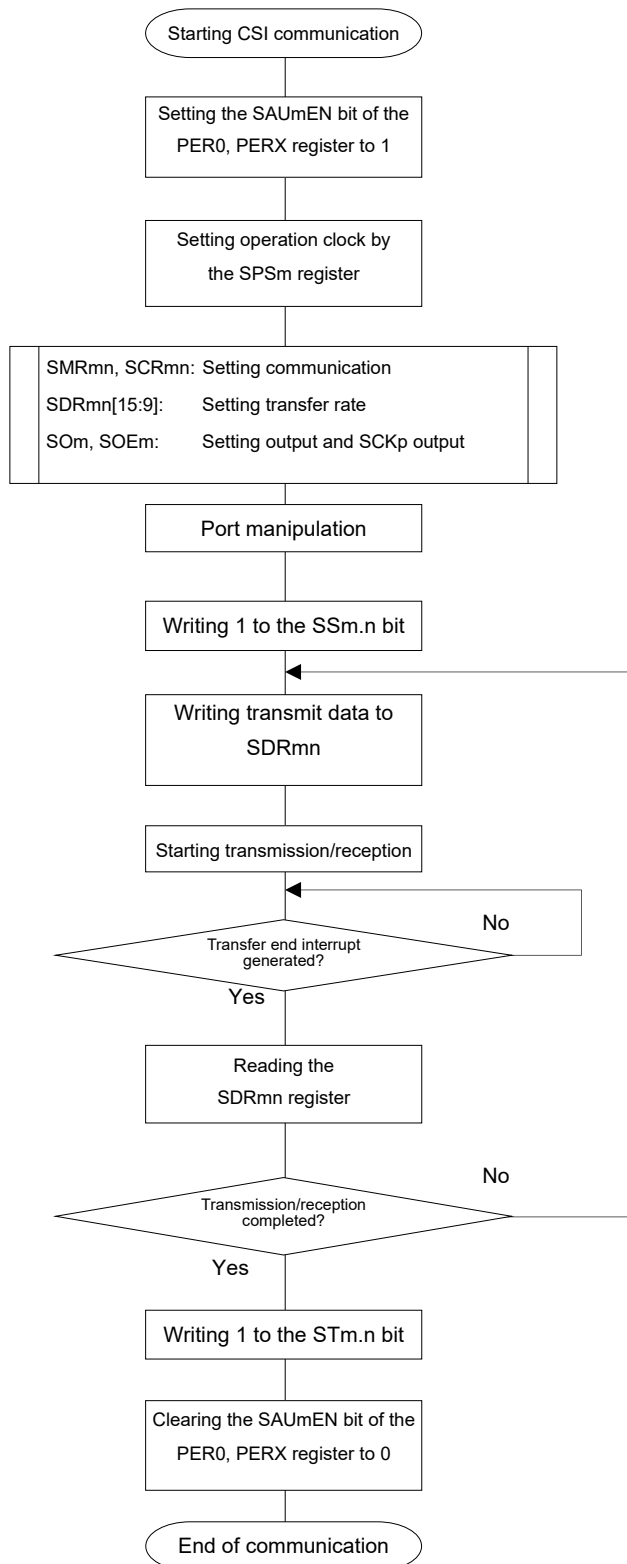 Starting CSI communication
Setting the SAUmEN bit of the
PER0, PERX register to 1
Setting operation clock by
the SPSm register
SMRmn, SCRmn: Setting communication
SDRmn[15:9]: Setting transfer rate
SOm, SOEm: Setting output and SCKp output
Port manipulation
Writing 1 to the SSm.n bit
Writing transmit data to
SDRmn
Starting transmission/reception
No
Transfer end interrupt
generated?
Yes
Reading the
SDRmn register
No
Transmission/reception
completed?
Yes
Writing 1 to the STm.n bit
Clearing the SAUmEN bit of the
PER0, PERX register to 0
End of communication